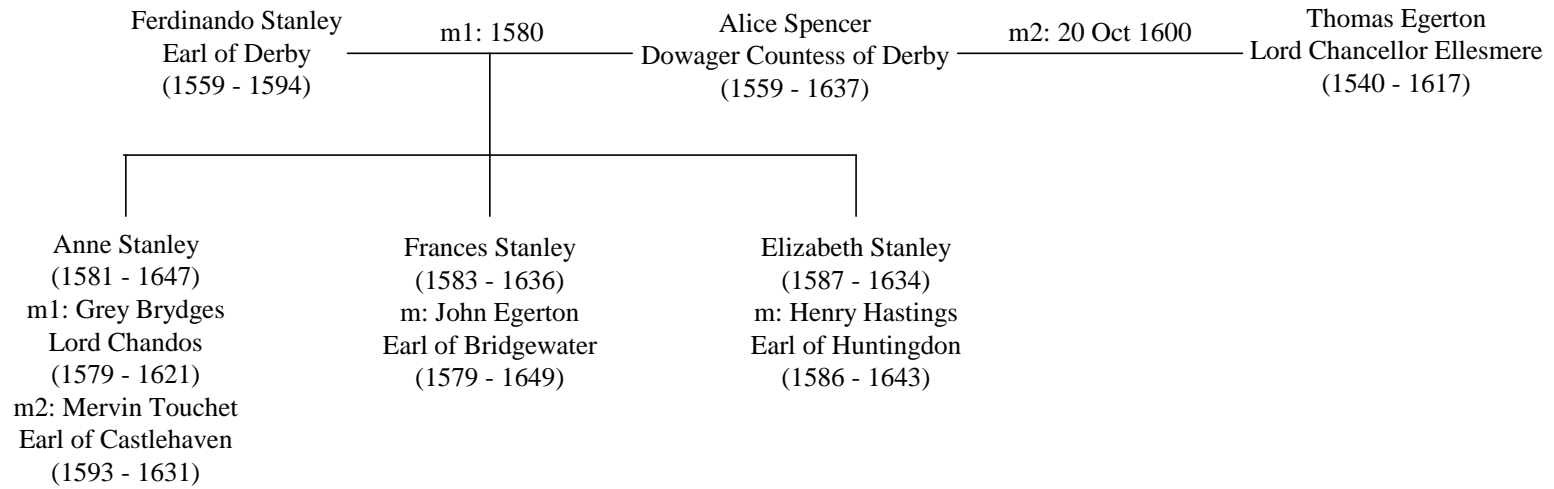 Ferdinando Stanley
Earl of Derby
(1559 - 1594)
m1: 1580
Alice Spencer
Dowager Countess of Derby
(1559 - 1637)
m2: 20 Oct 1600
Thomas Egerton
Lord Chancellor Ellesmere
(1540 - 1617)
Anne Stanley
(1581 - 1647)
m1: Grey Brydges
Lord Chandos
(1579 - 1621)
m2: Mervin Touchet
Earl of Castlehaven
(1593 - 1631)
Frances Stanley
(1583 - 1636)
m: John Egerton
Earl of Bridgewater
(1579 - 1649)
Elizabeth Stanley
(1587 - 1634)
m: Henry Hastings
Earl of Huntingdon
(1586 - 1643)